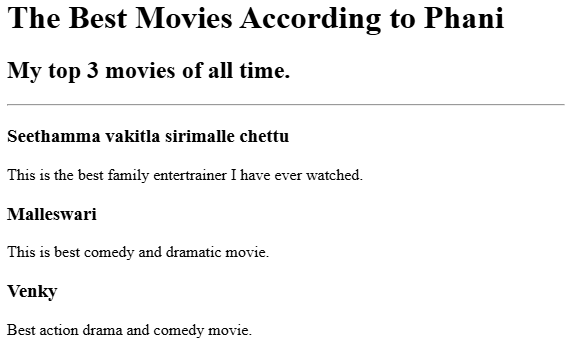 The Best Movies According to Phani
My top 3 movies of all time.
Seethamma vakitla sirimalle chettu
This is the best family entertrainer I have ever watched.
Malleswari
This is best comedy and dramatic movie.
Venky
Best action drama and comedy movie.